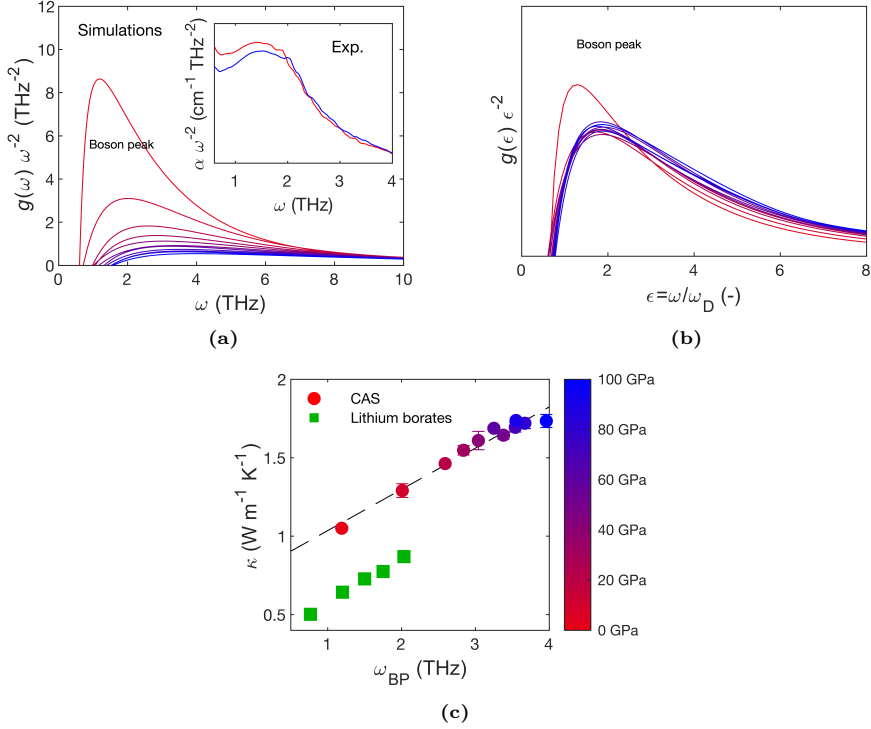 Simulations
Exp.
Boson peak
g(ω) ω⁻² (THz⁻²)
12
10
8
6
4
2
0
0 2 4 6 8 10
ω (THz)
α ω⁻² (cm⁻¹ THz⁻²)
1 2 3 4
ω (THz)
(a)
Boson peak
g(ϵ) ϵ⁻²
0 2 4 6 8
ϵ=ω/ω_D (-)
(b)
CAS
Lithium borates
κ (W m⁻¹ K⁻¹)
2
1.5
1
0.5
1 2 3 4
ω_BP (THz)
100 GPa
80 GPa
60 GPa
40 GPa
20 GPa
0 GPa
(c)